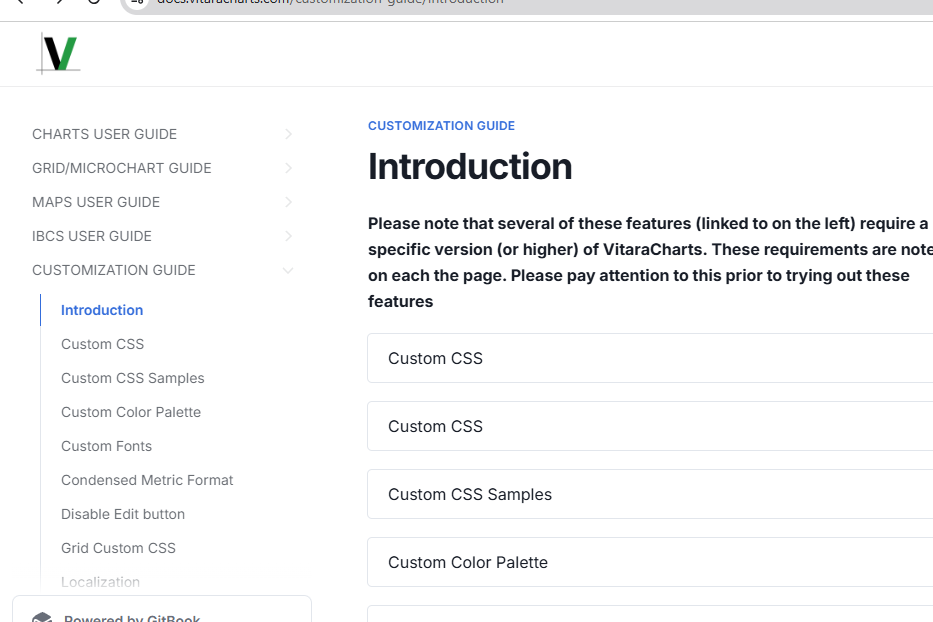 docs.vitaracharts.com/customization-guide/introduction
CHARTS USER GUIDE
GRID/MICROCHART GUIDE
MAPS USER GUIDE
IBCS USER GUIDE
CUSTOMIZATION GUIDE
Introduction
Custom CSS
Custom CSS Samples
Custom Color Palette
Custom Fonts
Condensed Metric Format
Disable Edit button
Grid Custom CSS
Localization
Powered by GitBook
CUSTOMIZATION GUIDE
Introduction
Please note that several of these features (linked to on the left) require a
specific version (or higher) of VitaraCharts. These requirements are note
on each the page. Please pay attention to this prior to trying out these
features
Custom CSS
Custom CSS
Custom CSS Samples
Custom Color Palette